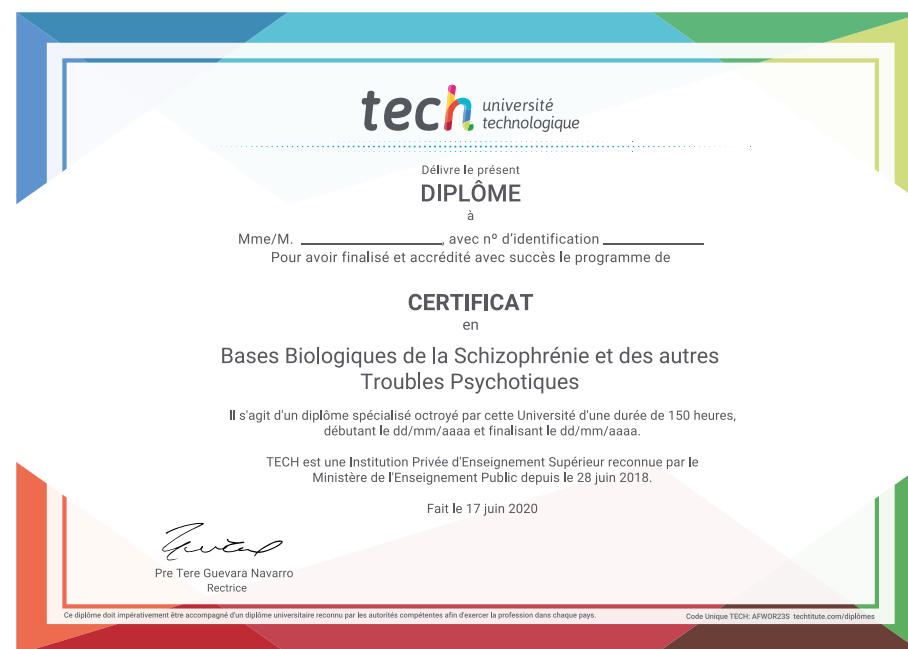 tech université
technologique
Délivre le présent
DIPLÔME
à
Mme/M. ____________________, avec nº d'identification ______________
Pour avoir finalisé et accrédité avec succès le programme de
CERTIFICAT
en
Bases Biologiques de la Schizophrénie et des autres
Troubles Psychotiques
Il s'agit d'un diplôme spécialisé octroyé par cette Université d'une durée de 150 heures,
débutant le dd/mm/aaaa et finalisant le dd/mm/aaaa.
TECH est une Institution Privée d'Enseignement Supérieur reconnue par le
Ministère de l'Enseignement Public depuis le 28 juin 2018.
Fait le 17 juin 2020
Pre Tere Guevara Navarro
Rectrice
Ce diplôme doit impérativement être accompagné d'un diplôme universitaire reconnu par les autorités compétentes afin d'exercer la profession dans chaque pays.
Code Unique TECH: AFWOR23S techtitute.com/diplômes